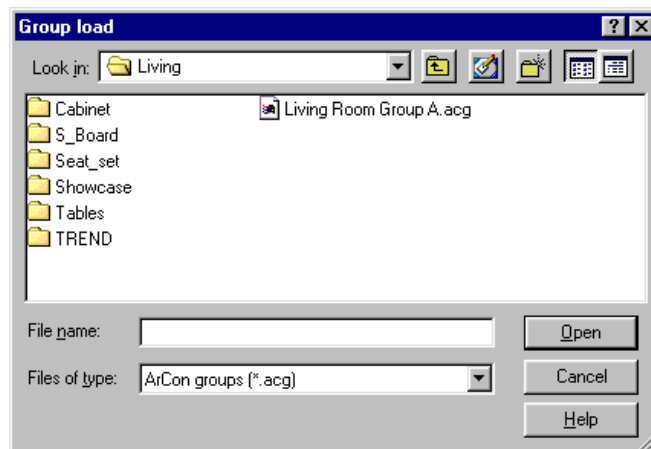 Group load
Look in: Living
Cabinet
S_Board
Seat_set
Showcase
Tables
TREND
Living Room Group A.acg
File name:
Open
Files of type: ArCon groups (*.acg)
Cancel
Help